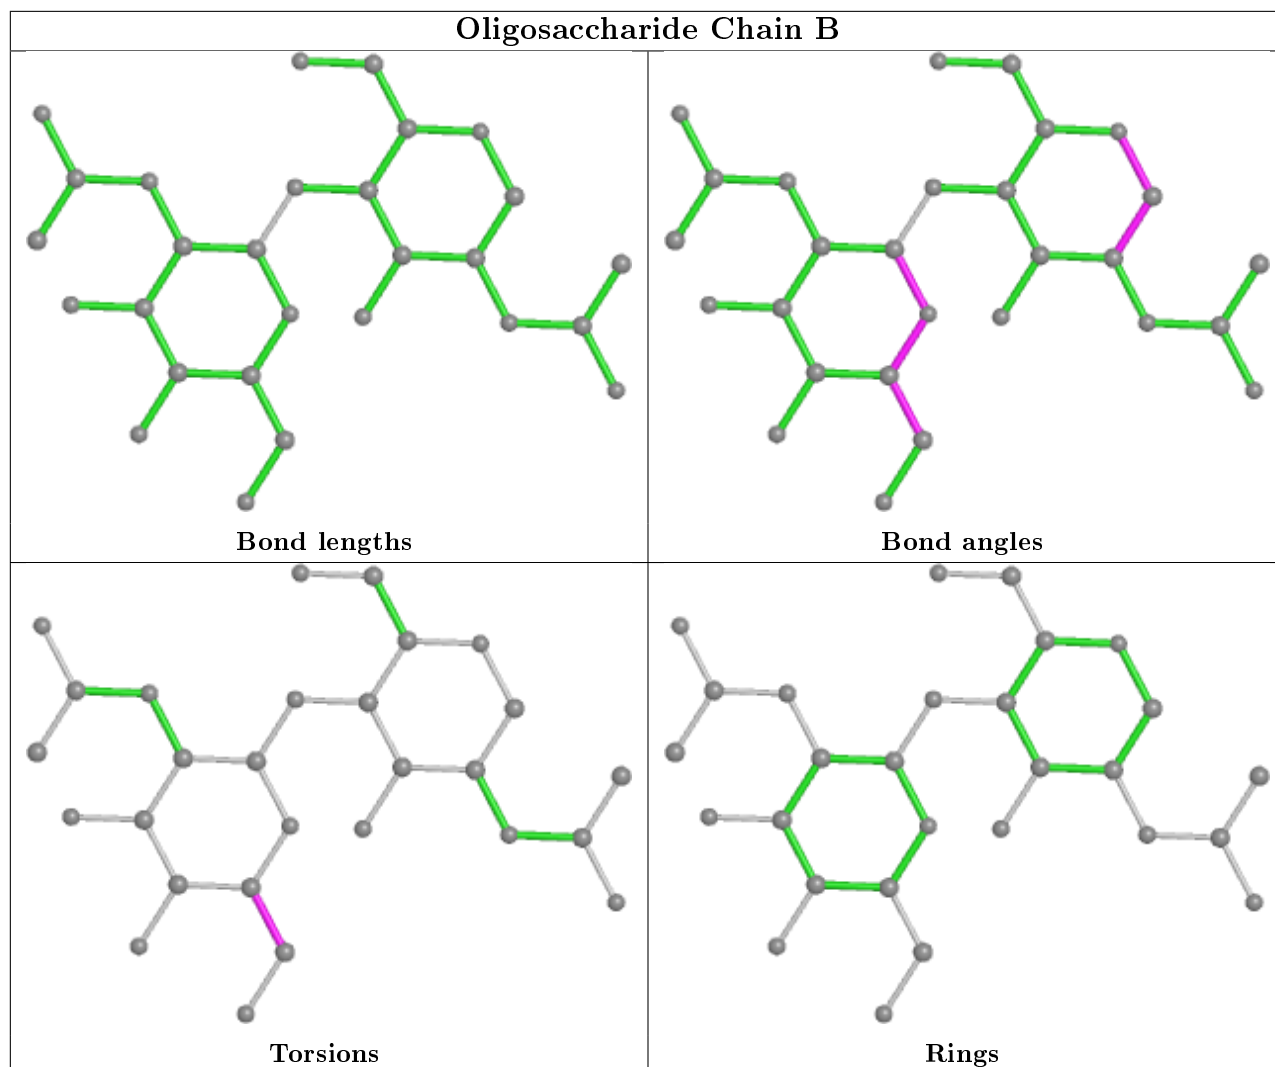 Oligosaccharide Chain B
Bond lengths
Bond angles
Torsions
Rings